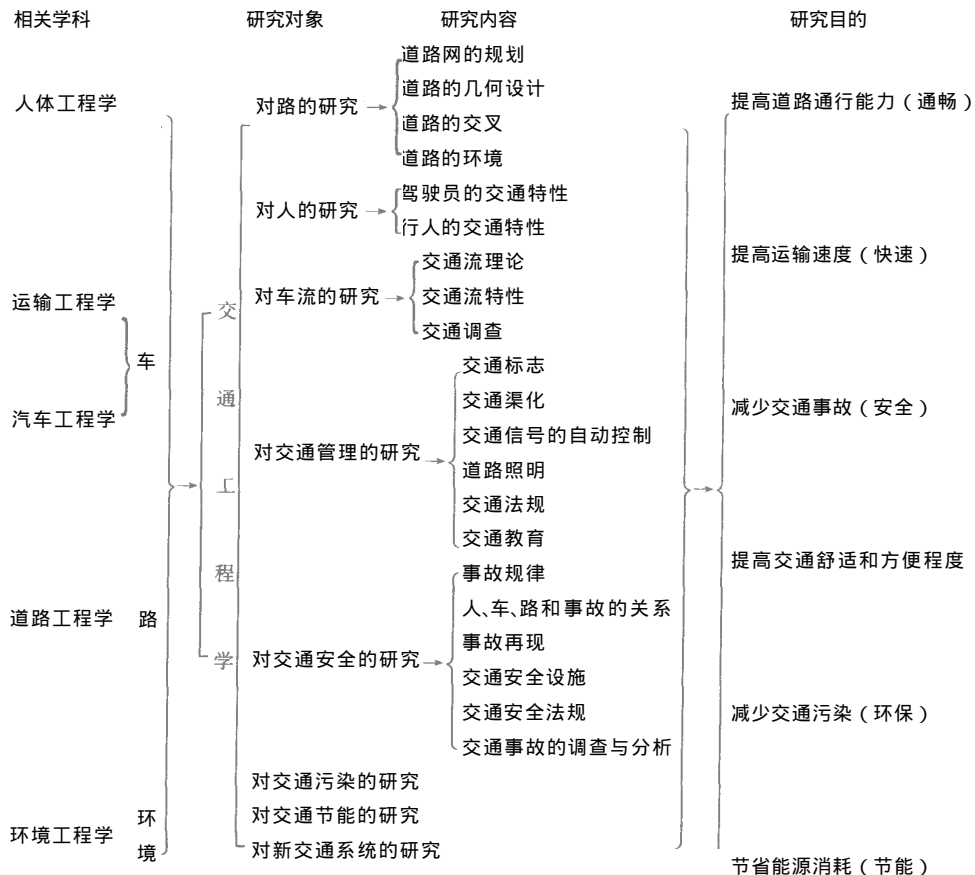 相关学科 研究对象 研究内容 研究目的
道路网的规划
人体工程学 道路的几何设计 提高道路通行能力（通畅）
对路的研究
道路的交叉
道路的环境
驾驶员的交通特性
对人的研究
行人的交通特性
提高运输速度（快速）
交通流理论
运输工程学 对车流的研究 交通流特性
交通调查
车
交通标志
交通渠化
汽车工程学 减少交通事故（安全）
交通信号的自动控制
对交通管理的研究
道路照明
交通工程学
交通法规
交通教育
提高交通舒适和方便程度
事故规律
道路工程学 路 人、车、路和事故的关系
事故再现
对交通安全的研究
交通安全设施
交通安全法规 减少交通污染（环保）
交通事故的调查与分析
对交通污染的研究
对交通节能的研究
环境工程学 环境
对新交通系统的研究
节省能源消耗（节能）